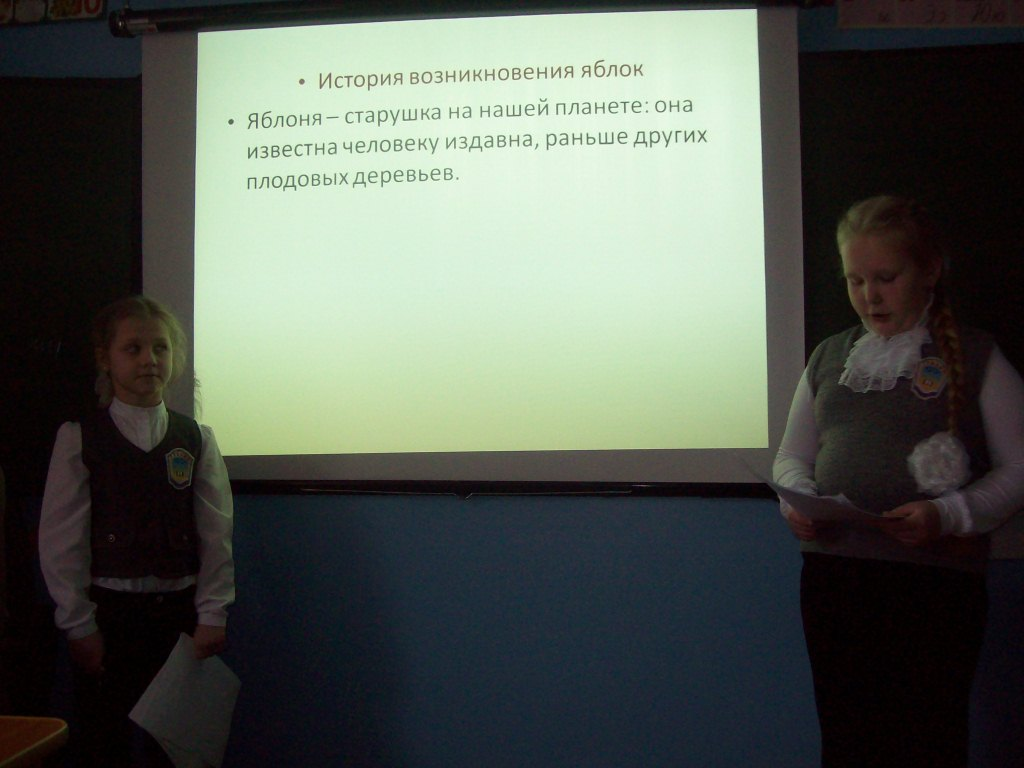 • История возникновения яблок
• Яблоня – старушка на нашей планете: она
известна человеку издавна, раньше других
плодовых деревьев.